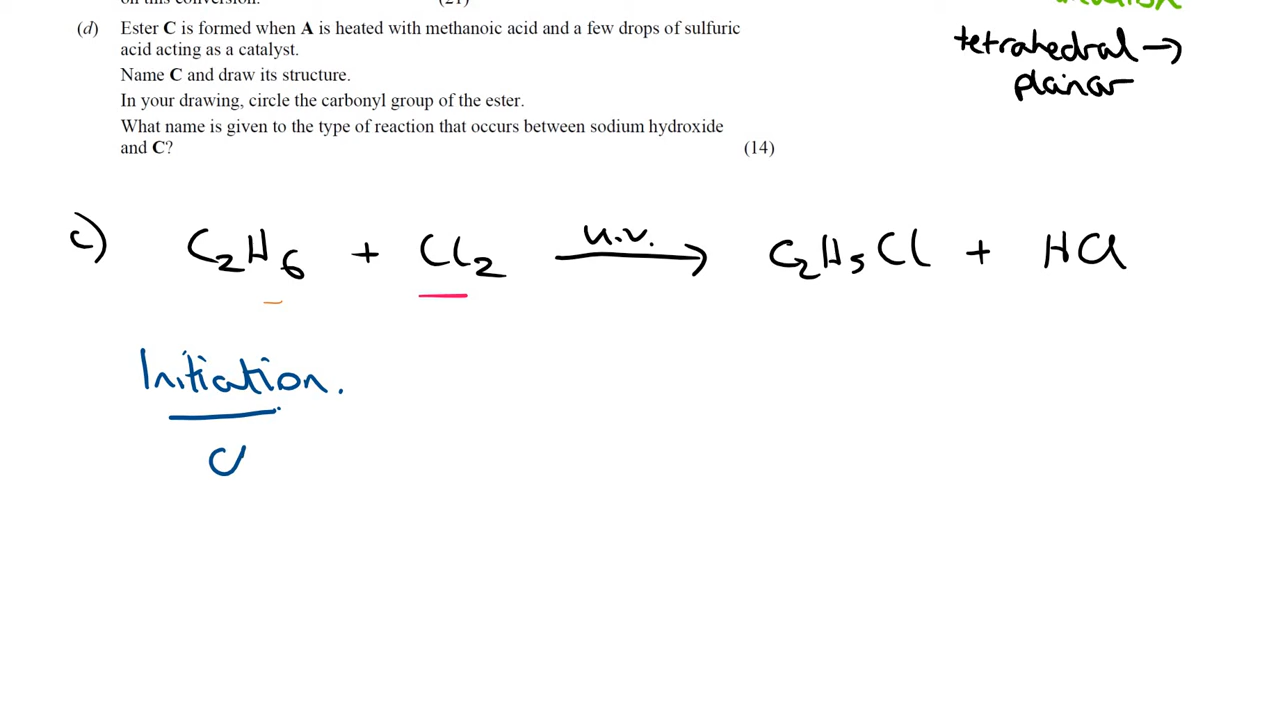 (d) Ester C is formed when A is heated with methanoic acid and a few drops of sulfuric
acid acting as a catalyst.
Name C and draw its structure.
In your drawing, circle the carbonyl group of the ester.
What name is given to the type of reaction that occurs between sodium hydroxide
and C? (14)
tetrahedral →
planar
c) C₂H₆ + Cl₂ u.v. → C₂H₅Cl + HCl
Initiation.